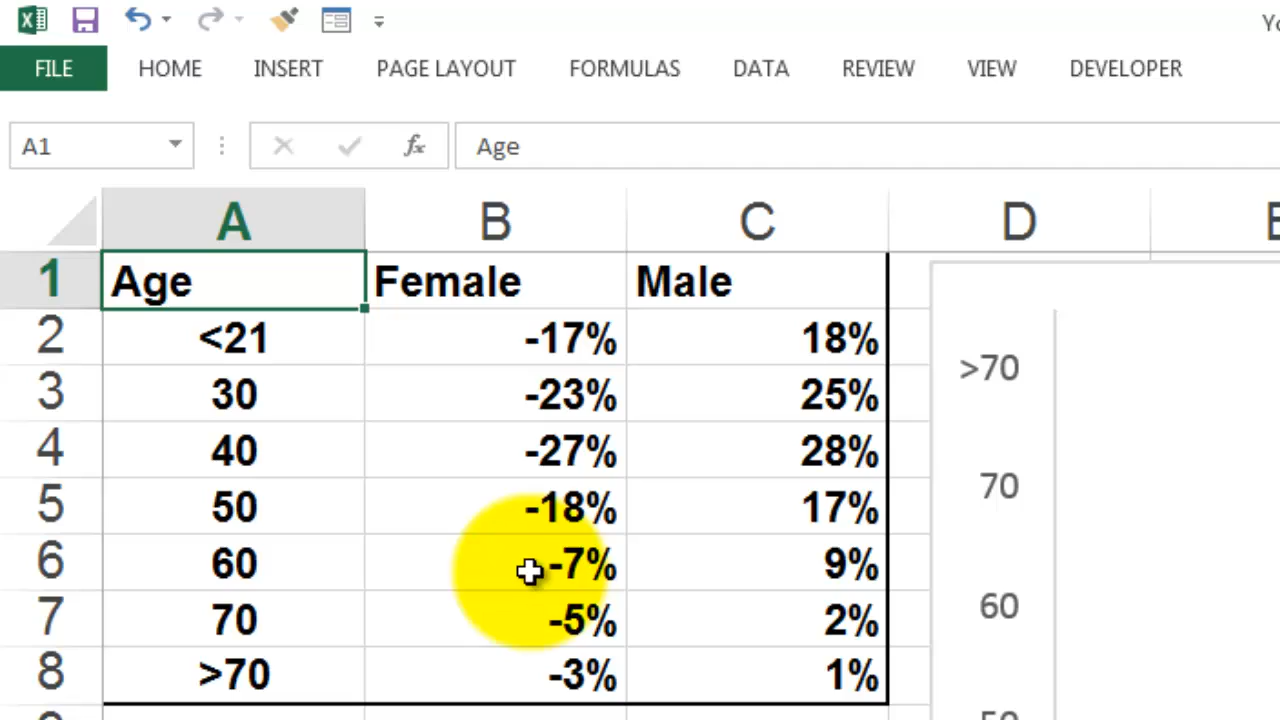 Yo
FILE HOME INSERT PAGE LAYOUT FORMULAS DATA REVIEW VIEW DEVELOPER
A1 fx Age
A B C D E
1 Age Female Male
2 <21 -17% 18%
>70
3 30 -23% 25%
4 40 -27% 28%
70
5 50 -18% 17%
6 60 -7% 9%
60
7 70 -5% 2%
8 >70 -3% 1%